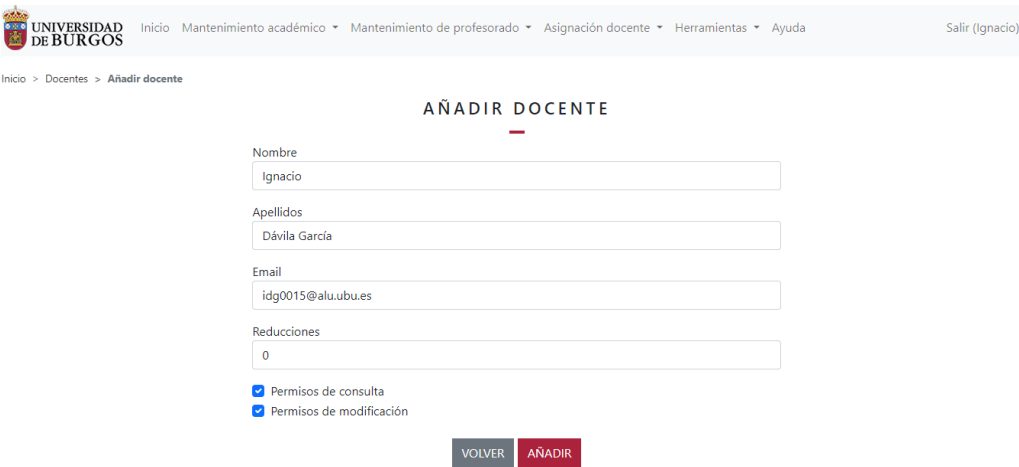 UNIVERSIDAD
DE BURGOS
Inicio Mantenimiento académico Mantenimiento de profesorado Asignación docente Herramientas Ayuda Salir (Ignacio)
Inicio > Docentes > Añadir docente
AÑADIR DOCENTE
Nombre
Ignacio
Apellidos
Dávila García
Email
idg0015@alu.ubu.es
Reducciones
0
Permisos de consulta
Permisos de modificación
VOLVER AÑADIR